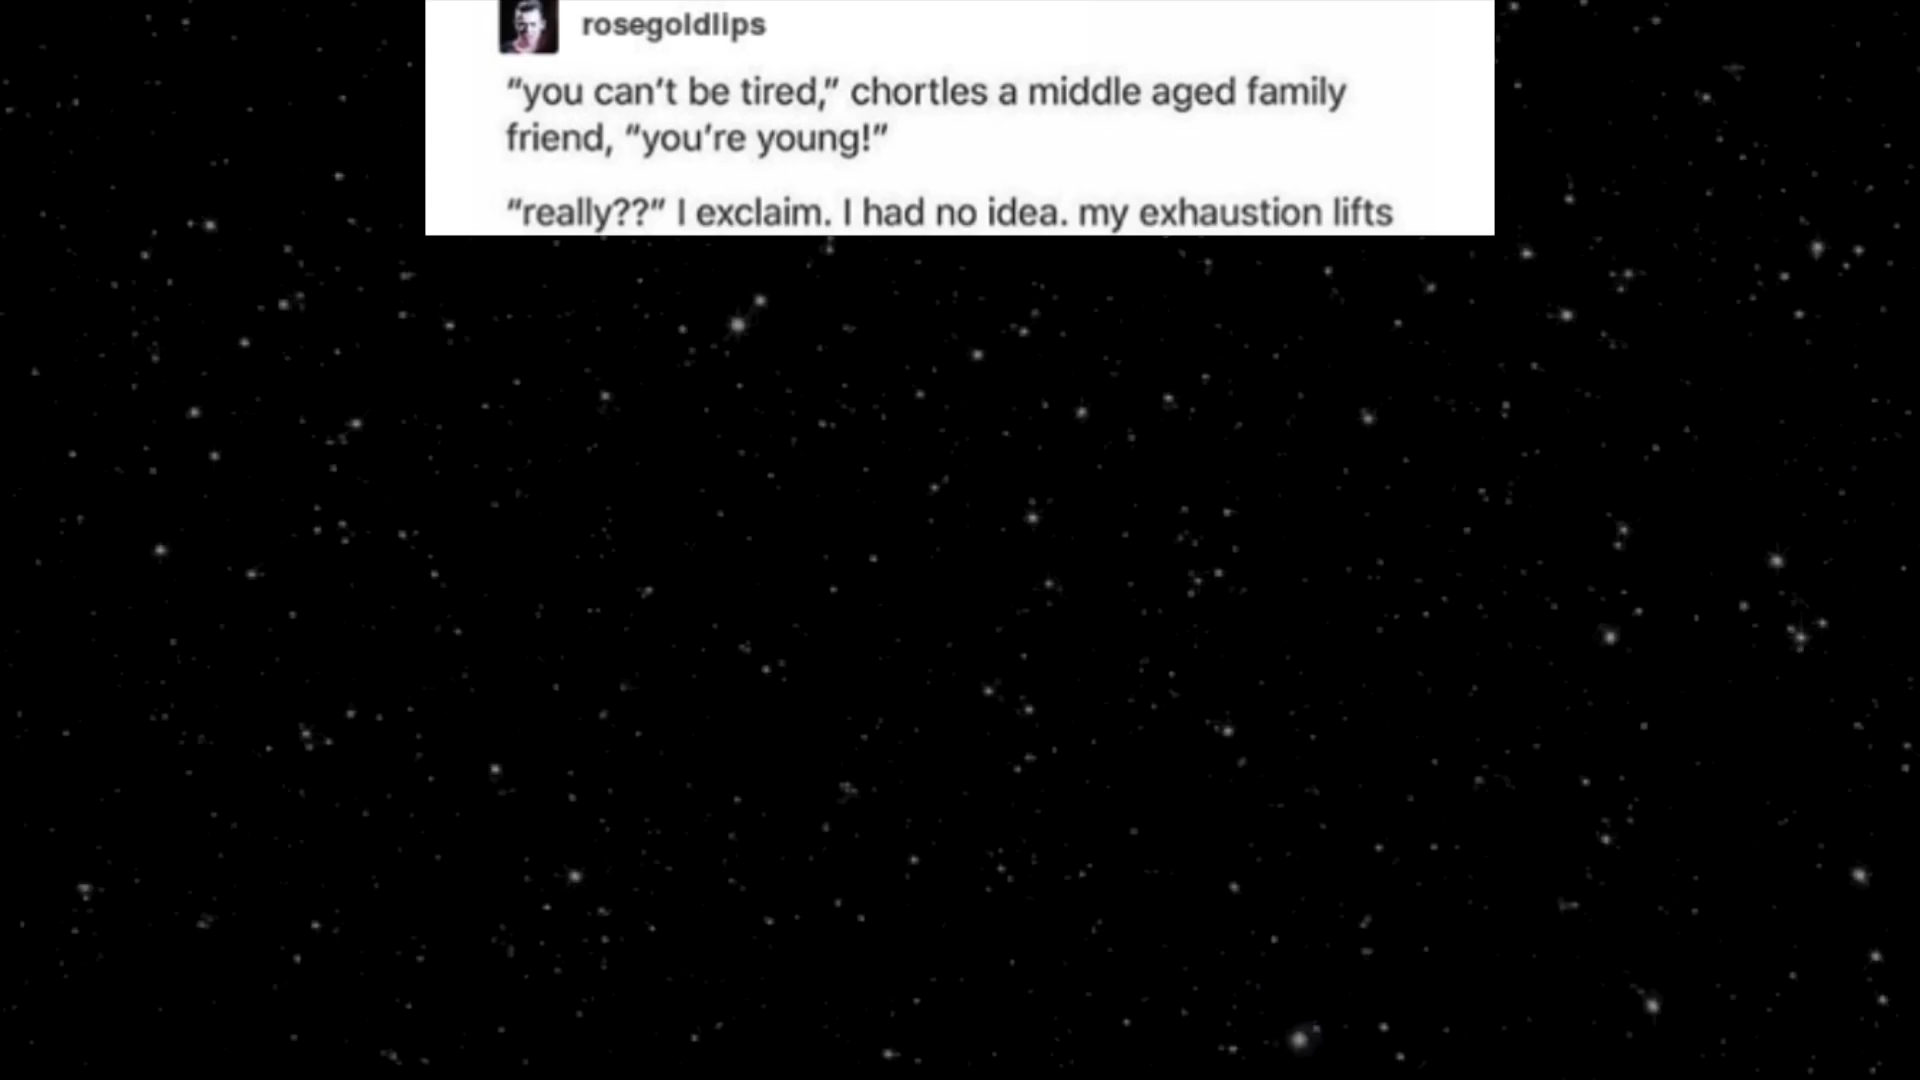 rosegoldlips
“you can’t be tired,” chortles a middle aged family
friend, “you’re young!”
“really??” I exclaim. I had no idea. my exhaustion lifts